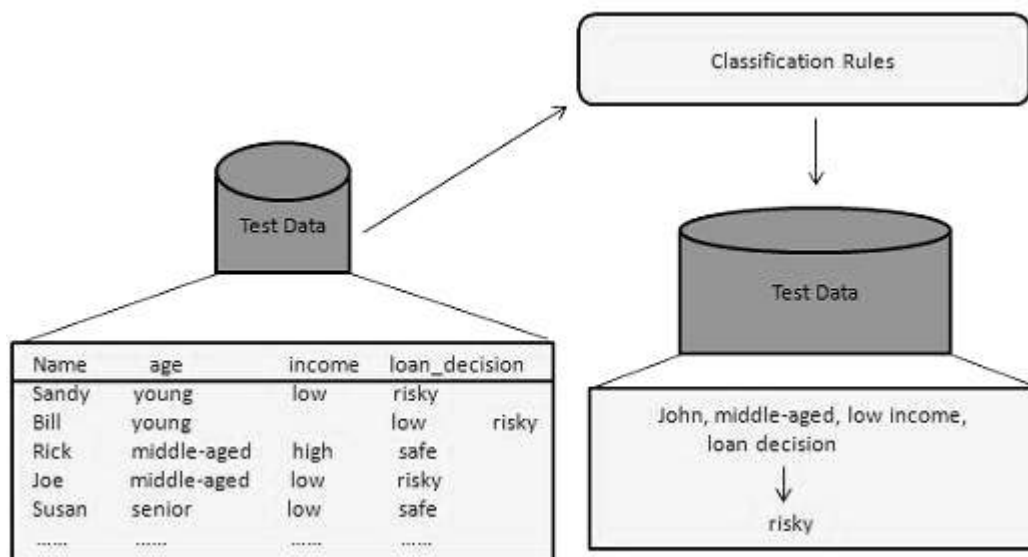 Classification Rules
Test Data
Test Data
Name age income loan_decision
Sandy young low risky
Bill young low risky
Rick middle-aged high safe
Joe middle-aged low risky
Susan senior low safe
...... ...... ...... ......
John, middle-aged, low income,
loan decision
risky